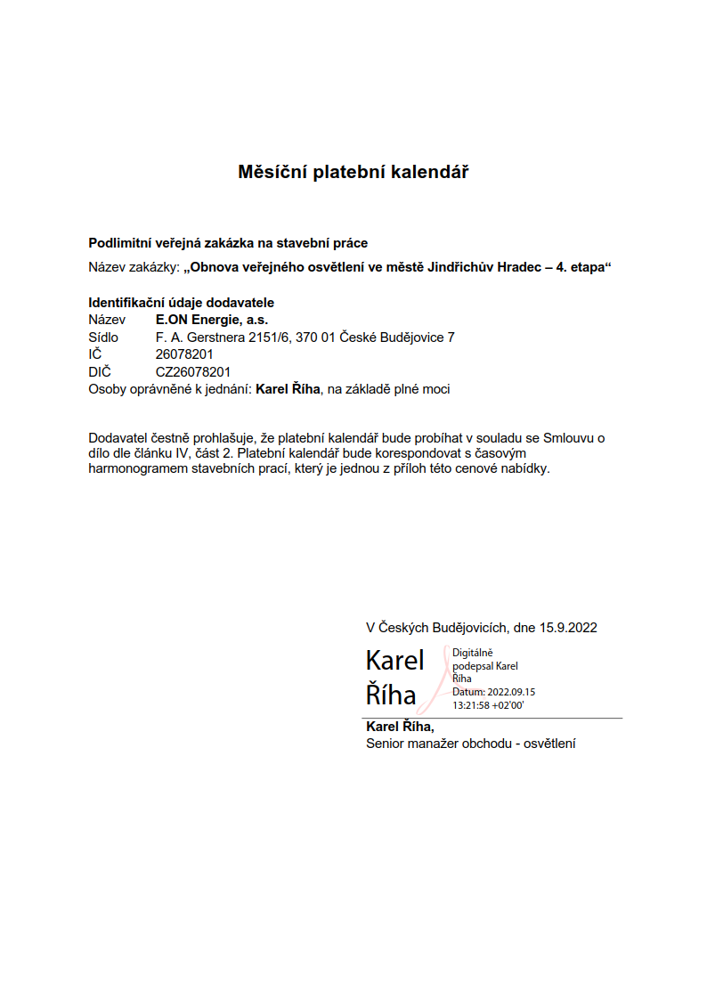 Měsíční platební kalendář
Podlimitní veřejná zakázka na stavební práce
Název zakázky: „Obnova veřejného osvětlení ve městě Jindřichův Hradec – 4. etapa“
Identifikační údaje dodavatele
Název E.ON Energie, a.s.
Sídlo F. A. Gerstnera 2151/6, 370 01 České Budějovice 7
IČ 26078201
DIČ CZ26078201
Osoby oprávněné k jednání: Karel Říha, na základě plné moci
Dodavatel čestně prohlašuje, že platební kalendář bude probíhat v souladu se Smlouvu o
dílo dle článku IV, část 2. Platební kalendář bude korespondovat s časovým
harmonogramem stavebních prací, který je jednou z příloh této cenové nabídky.
V Českých Budějovicích, dne 15.9.2022
Karel
Říha
Digitálně
podepsal Karel
Říha
Datum: 2022.09.15
13:21:58 +02'00'
Karel Říha,
Senior manažer obchodu - osvětlení